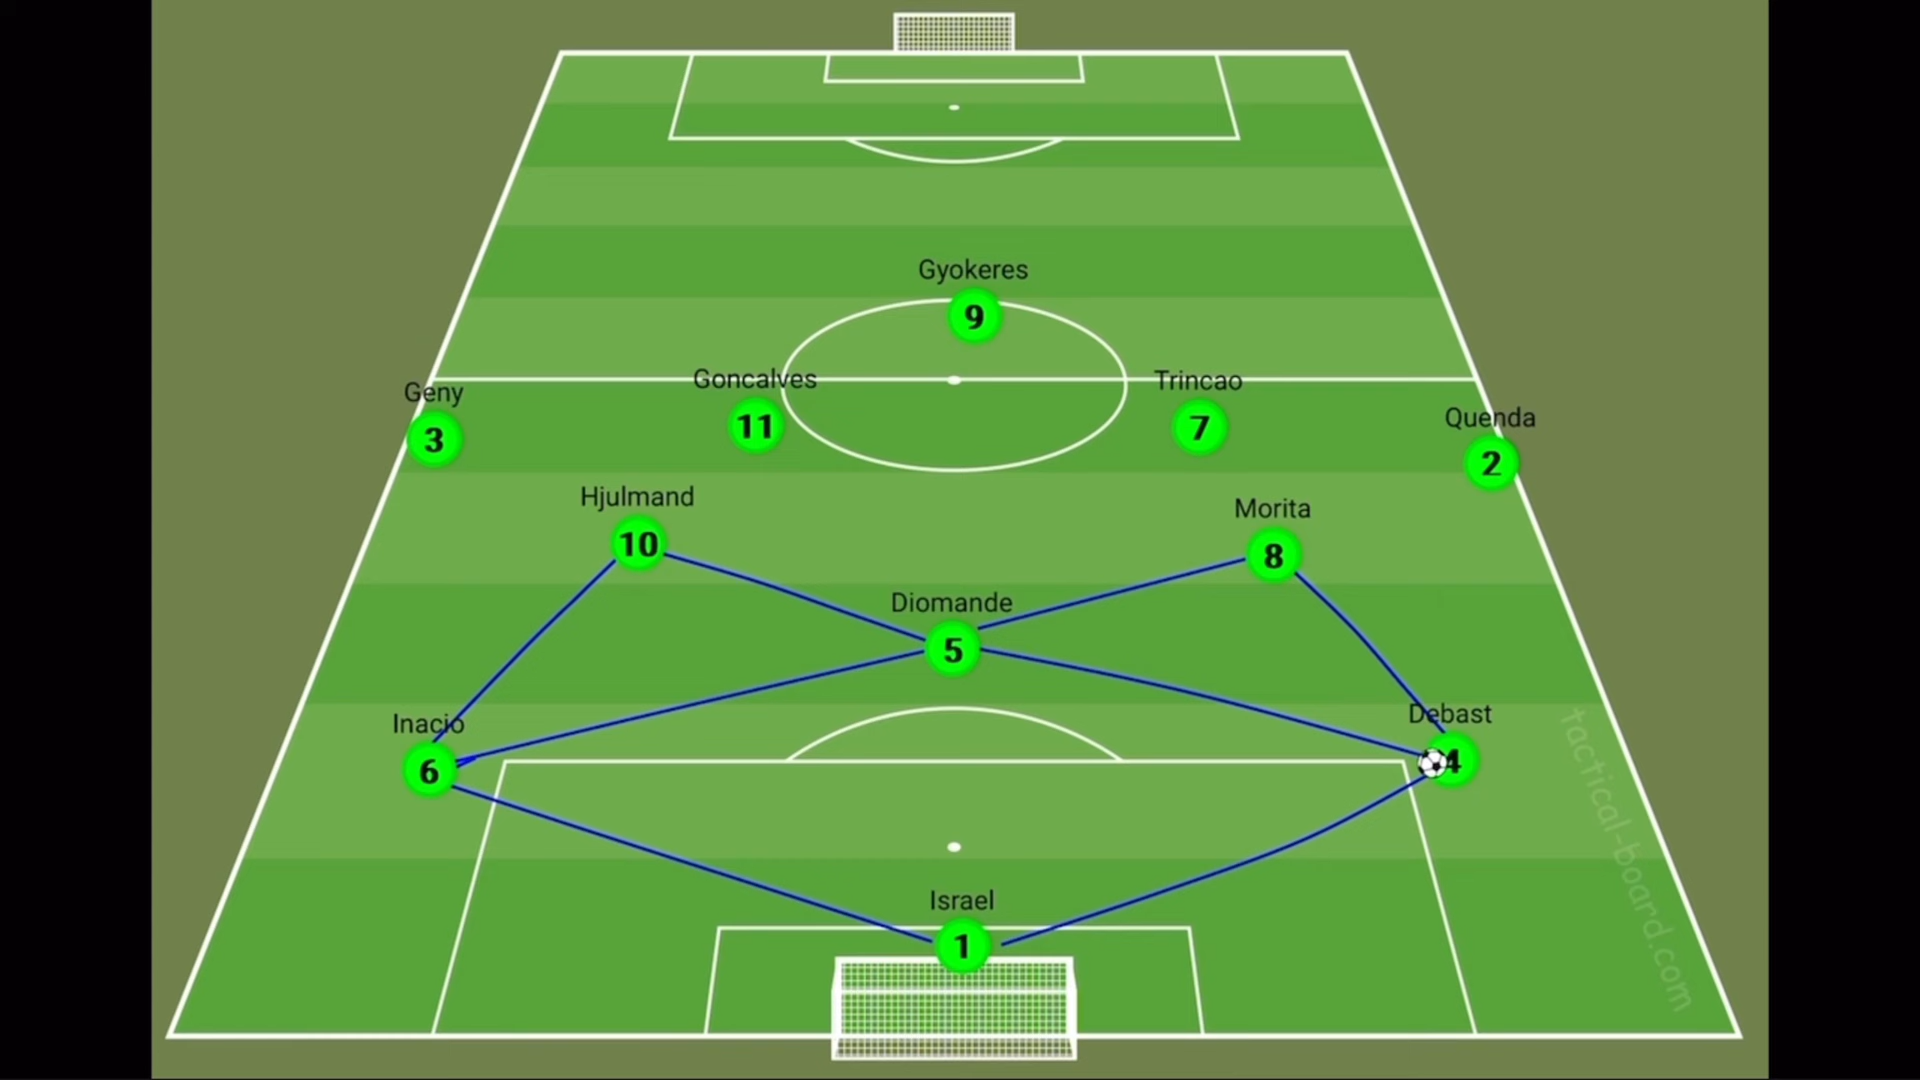 Gyokeres
9
Geny
3
Goncalves
11
Trincao
7
Quenda
2
Hjulmand
10
Morita
8
Diomande
5
Inacio
6
Debast
4
Israel
1
tactical-board.com